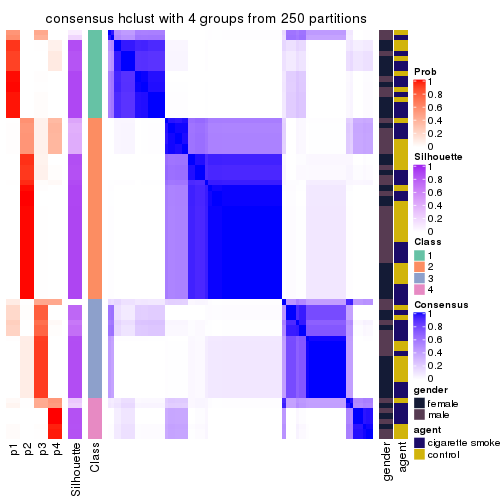 consensus hclust with 4 groups from 250 partitions
Prob
1
0.8
0.6
0.4
0.2
0
Silhouette
1
0.8
0.6
0.4
0.2
0
Class
1
2
3
4
Consensus
1
0.8
0.6
0.4
0.2
0
gender
female
male
agent
cigarette smoke
control
p1
p2
p3
p4
Silhouette
Class
gender
agent